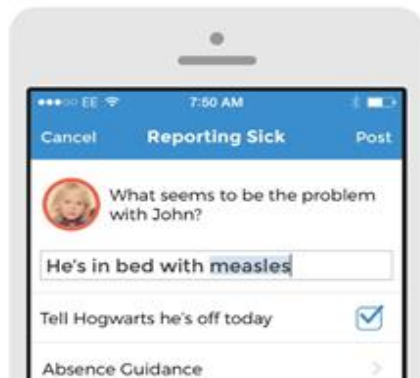 EE 7:50 AM
Cancel Reporting Sick Post
What seems to be the problem
with John?
He's in bed with measles
Tell Hogwarts he's off today
Absence Guidance